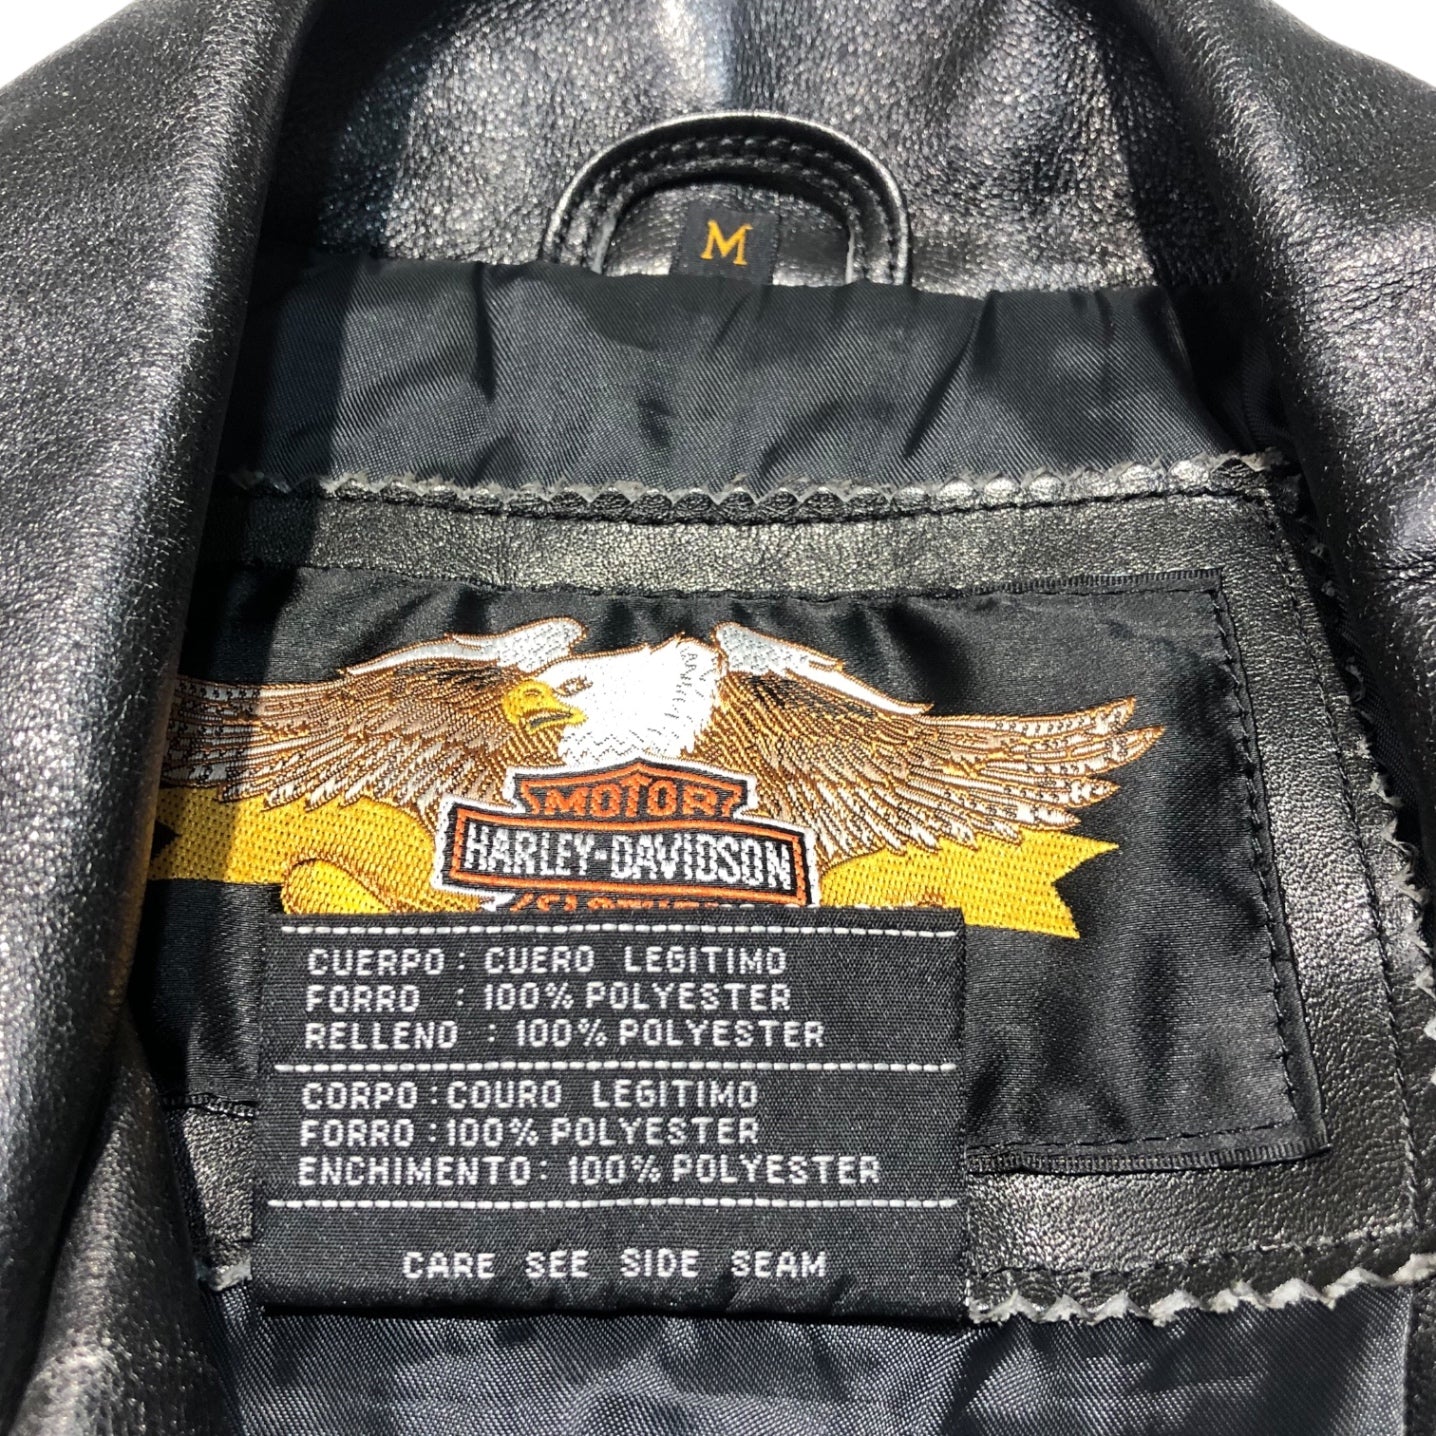 M
MOTOR
HARLEY-DAVIDSON
CUERPO : CUERO LEGITIMO
FORRO : 100% POLYESTER
RELLENO : 100% POLYESTER
CORPO : COURO LEGITIMO
FORRO : 100% POLYESTER
ENCHIMENTO : 100% POLYESTER
CARE SEE SIDE SEAM